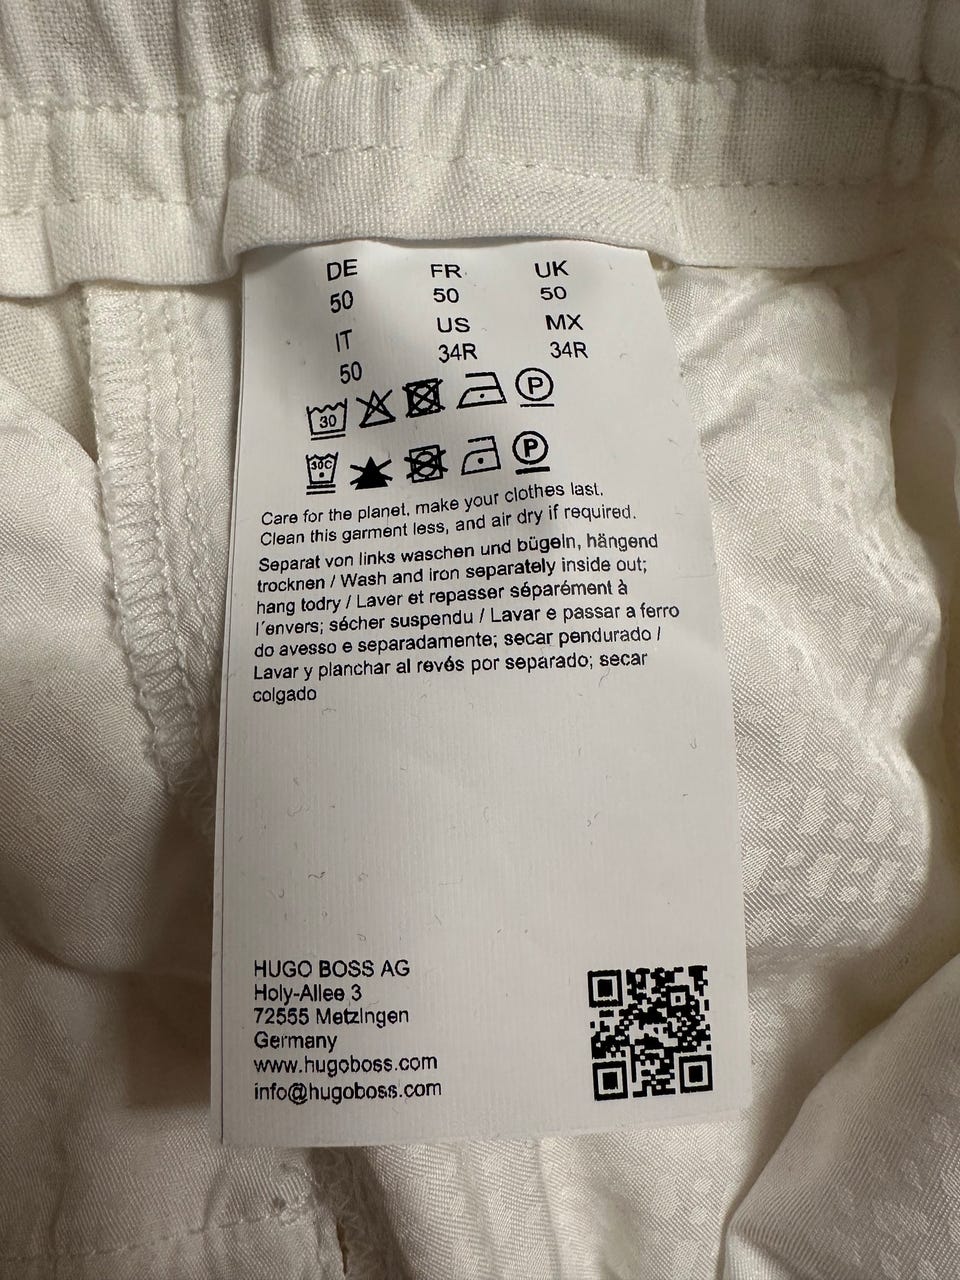 DE FR UK
50 50 50
IT US MX
50 34R 34R
30 P
30C P
Care for the planet, make your clothes last.
Clean this garment less, and air dry if required.
Separat von links waschen und bügeln, hängend
trocknen / Wash and iron separately inside out;
hang todry / Laver et repasser séparément à
l'envers; sécher suspendu / Lavar e passar a ferro
do avesso e separadamente; secar pendurado /
Lavar y planchar al revés por separado; secar
colgado
HUGO BOSS AG
Holy-Allee 3
72555 Metzingen
Germany
www.hugoboss.com
info@hugoboss.com